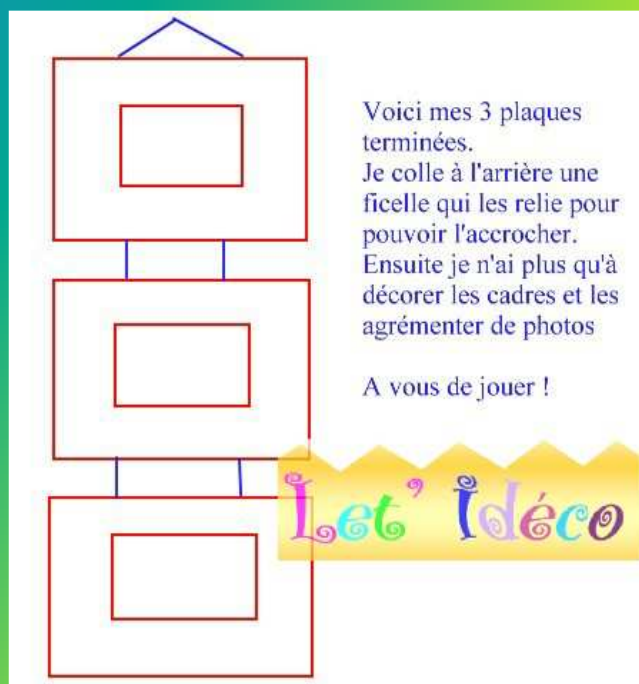 Voici mes 3 plaques
terminées.
Je colle à l'arrière une
ficelle qui les relie pour
pouvoir l'accrocher.
Ensuite je n'ai plus qu'à
décorer les cadres et les
agrémenter de photos
A vous de jouer !
Let' Idéco